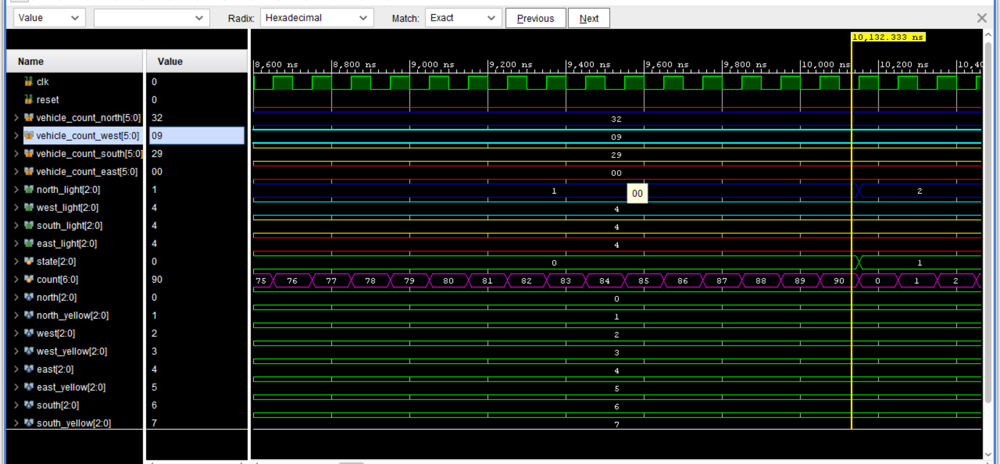 Value Radix: Hexadecimal Match: Exact Previous Next
10,132.333 ns
Name Value 8,600 ns 8,800 ns 9,000 ns 9,200 ns 9,400 ns 9,600 ns 9,800 ns 10,000 ns 10,200 ns 10,40
clk 0
reset 0
vehicle_count_north[5:0] 32 32
vehicle_count_west[5:0] 09 09
vehicle_count_south[5:0] 29 29
vehicle_count_east[5:0] 00 00
north_light[2:0] 1 1 00 2
west_light[2:0] 4 4
south_light[2:0] 4 4
east_light[2:0] 4 4
state[2:0] 0 0 1
count[6:0] 90 75 76 77 78 79 80 81 82 83 84 85 86 87 88 89 90 0 1 2
north[2:0] 0 0
north_yellow[2:0] 1 1
west[2:0] 2 2
west_yellow[2:0] 3 3
east[2:0] 4 4
east_yellow[2:0] 5 5
south[2:0] 6 6
south_yellow[2:0] 7 7